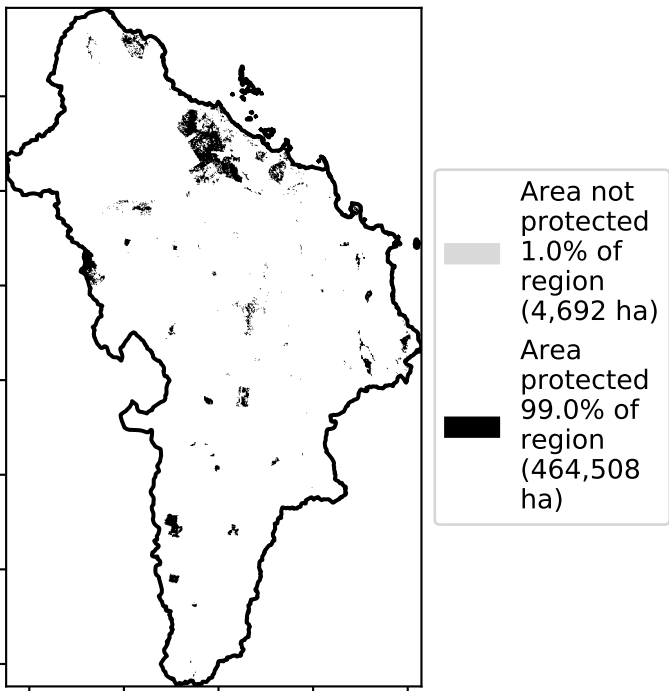 Area not
protected
1.0% of
region
(4,692 ha)
Area
protected
99.0% of
region
(464,508
ha)